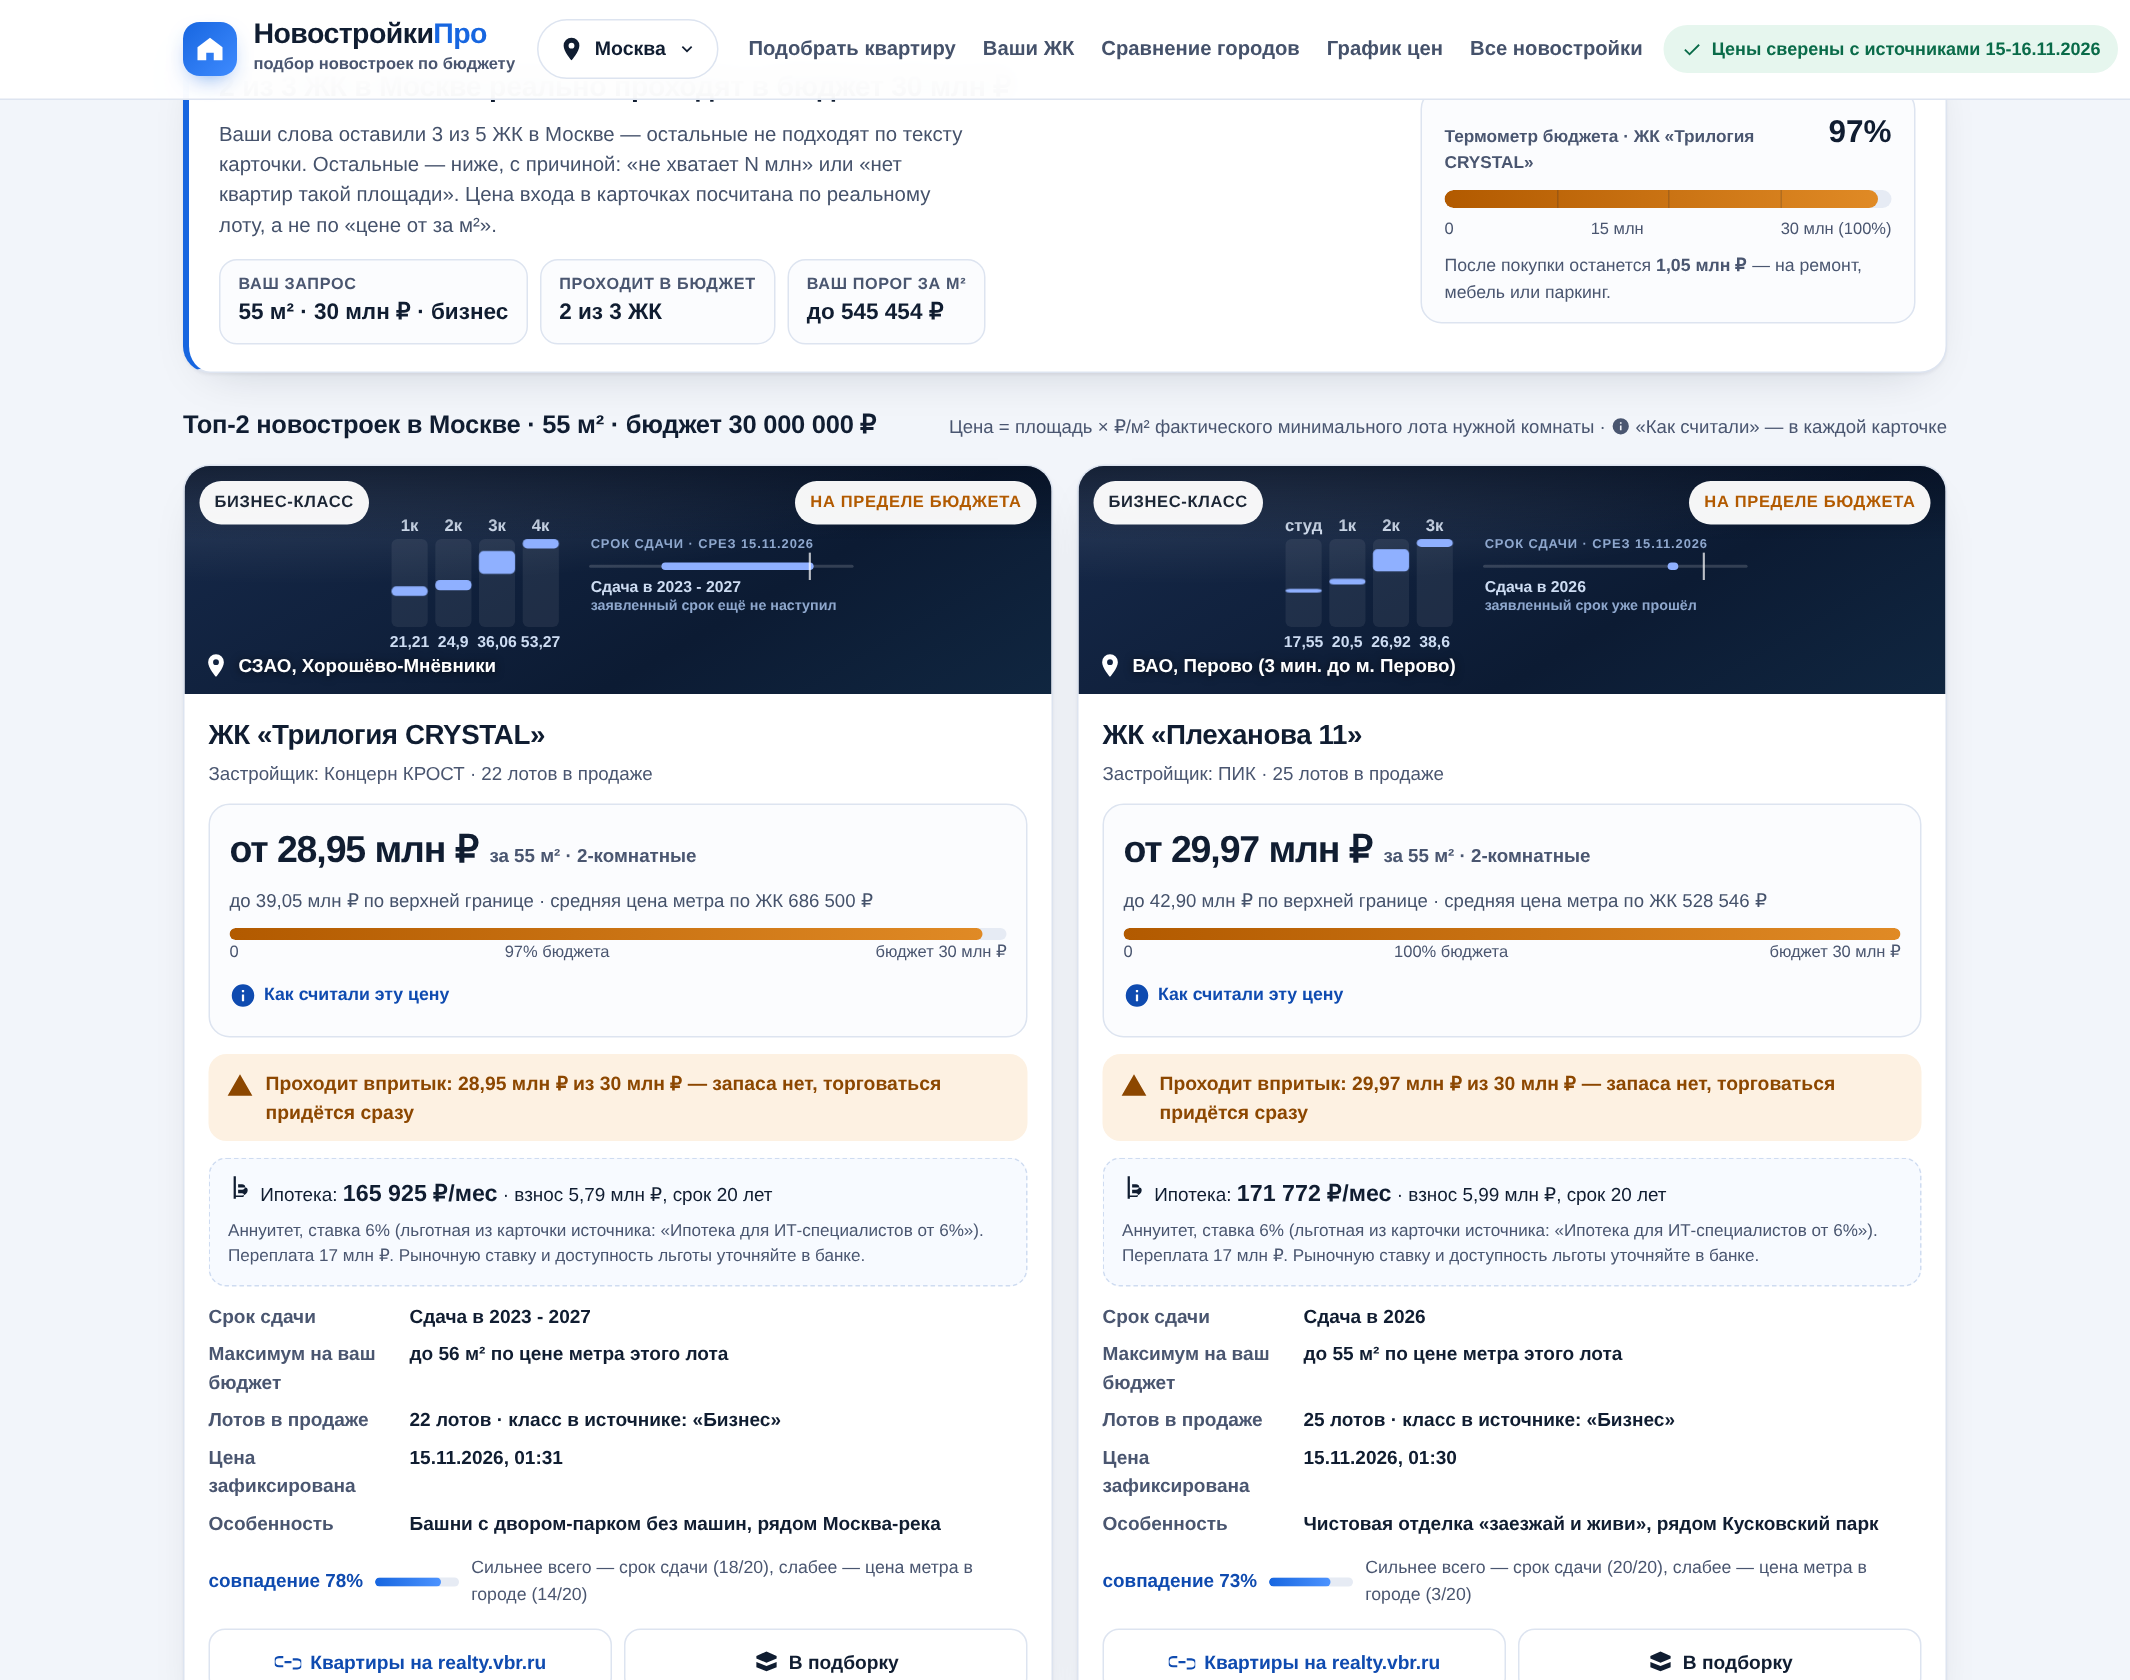 НовостройкиПро
подбор новостроек по бюджету
Москва
Подобрать квартиру
Ваши ЖК
Сравнение городов
График цен
Все новостройки
Цены сверены с источниками 15-16.11.2026
2 из 3 ЖК в Москве реально проходят в бюджет 30 млн ₽
Ваши слова оставили 3 из 5 ЖК в Москве — остальные не подходят по тексту
карточки. Остальные — ниже, с причиной: «не хватает N млн» или «нет
квартир такой площади». Цена входа в карточках посчитана по реальному
лоту, а не по «цене от за м²».
ВАШ ЗАПРОС
55 м² · 30 млн ₽ · бизнес
ПРОХОДИТ В БЮДЖЕТ
2 из 3 ЖК
ВАШ ПОРОГ ЗА М²
до 545 454 ₽
Термометр бюджета · ЖК «Трилогия
CRYSTAL»
97%
0
15 млн
30 млн (100%)
После покупки останется 1,05 млн ₽ — на ремонт,
мебель или паркинг.
Топ-2 новостроек в Москве · 55 м² · бюджет 30 000 000 ₽
Цена = площадь × ₽/м² фактического минимального лота нужной комнаты · «Как считали» — в каждой карточке
БИЗНЕС-КЛАСС
НА ПРЕДЕЛЕ БЮДЖЕТА
1к 2к 3к 4к
СРОК СДАЧИ · СРЕЗ 15.11.2026
Сдача в 2023 - 2027
заявленный срок ещё не наступил
21,21 24,9 36,06 53,27
СЗАО, Хорошёво-Мнёвники
ЖК «Трилогия CRYSTAL»
Застройщик: Концерн КРОСТ · 22 лотов в продаже
от 28,95 млн ₽ за 55 м² · 2-комнатные
до 39,05 млн ₽ по верхней границе · средняя цена метра по ЖК 686 500 ₽
0
97% бюджета
бюджет 30 млн ₽
Как считали эту цену
Проходит впритык: 28,95 млн ₽ из 30 млн ₽ — запаса нет, торговаться
придётся сразу
Ипотека: 165 925 ₽/мес · взнос 5,79 млн ₽, срок 20 лет
Аннуитет, ставка 6% (льготная из карточки источника: «Ипотека для ИТ-специалистов от 6%»).
Переплата 17 млн ₽. Рыночную ставку и доступность льготы уточняйте в банке.
Срок сдачи
Сдача в 2023 - 2027
Максимум на ваш
бюджет
до 56 м² по цене метра этого лота
Лотов в продаже
22 лотов · класс в источнике: «Бизнес»
Цена
зафиксирована
15.11.2026, 01:31
Особенность
Башни с двором-парком без машин, рядом Москва-река
совпадение 78%
Сильнее всего — срок сдачи (18/20), слабее — цена метра в
городе (14/20)
Квартиры на realty.vbr.ru
В подборку
БИЗНЕС-КЛАСС
НА ПРЕДЕЛЕ БЮДЖЕТА
студ 1к 2к 3к
СРОК СДАЧИ · СРЕЗ 15.11.2026
Сдача в 2026
заявленный срок уже прошёл
17,55 20,5 26,92 38,6
ВАО, Перово (3 мин. до м. Перово)
ЖК «Плеханова 11»
Застройщик: ПИК · 25 лотов в продаже
от 29,97 млн ₽ за 55 м² · 2-комнатные
до 42,90 млн ₽ по верхней границе · средняя цена метра по ЖК 528 546 ₽
0
100% бюджета
бюджет 30 млн ₽
Как считали эту цену
Проходит впритык: 29,97 млн ₽ из 30 млн ₽ — запаса нет, торговаться
придётся сразу
Ипотека: 171 772 ₽/мес · взнос 5,99 млн ₽, срок 20 лет
Аннуитет, ставка 6% (льготная из карточки источника: «Ипотека для ИТ-специалистов от 6%»).
Переплата 17 млн ₽. Рыночную ставку и доступность льготы уточняйте в банке.
Срок сдачи
Сдача в 2026
Максимум на ваш
бюджет
до 55 м² по цене метра этого лота
Лотов в продаже
25 лотов · класс в источнике: «Бизнес»
Цена
зафиксирована
15.11.2026, 01:30
Особенность
Чистовая отделка «заезжай и живи», рядом Кусковский парк
совпадение 73%
Сильнее всего — срок сдачи (20/20), слабее — цена метра в
городе (3/20)
Квартиры на realty.vbr.ru
В подборку